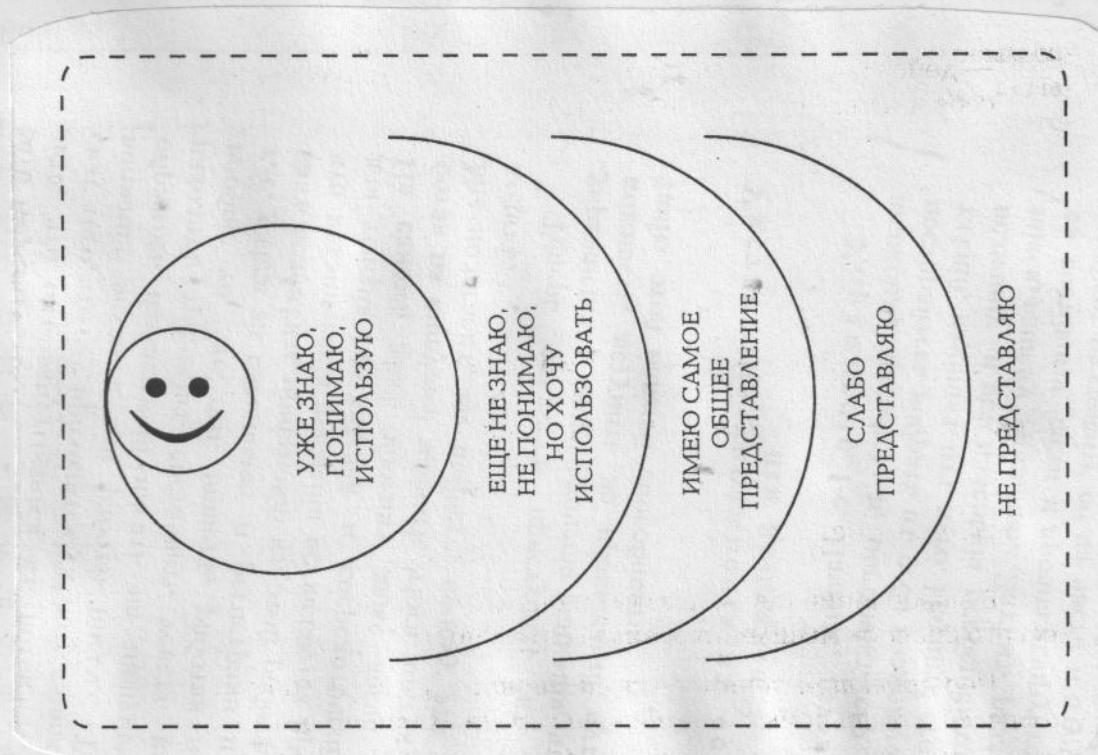 УЖЕ ЗНАЮ,
ПОНИМАЮ,
ИСПОЛЬЗУЮ
ЕЩЕ НЕ ЗНАЮ,
НЕ ПОНИМАЮ,
НО ХОЧУ
ИСПОЛЬЗОВАТЬ
ИМЕЮ САМОЕ
ОБЩЕЕ
ПРЕДСТАВЛЕНИЕ
СЛАБО
ПРЕДСТАВЛЯЮ
НЕ ПРЕДСТАВЛЯЮ